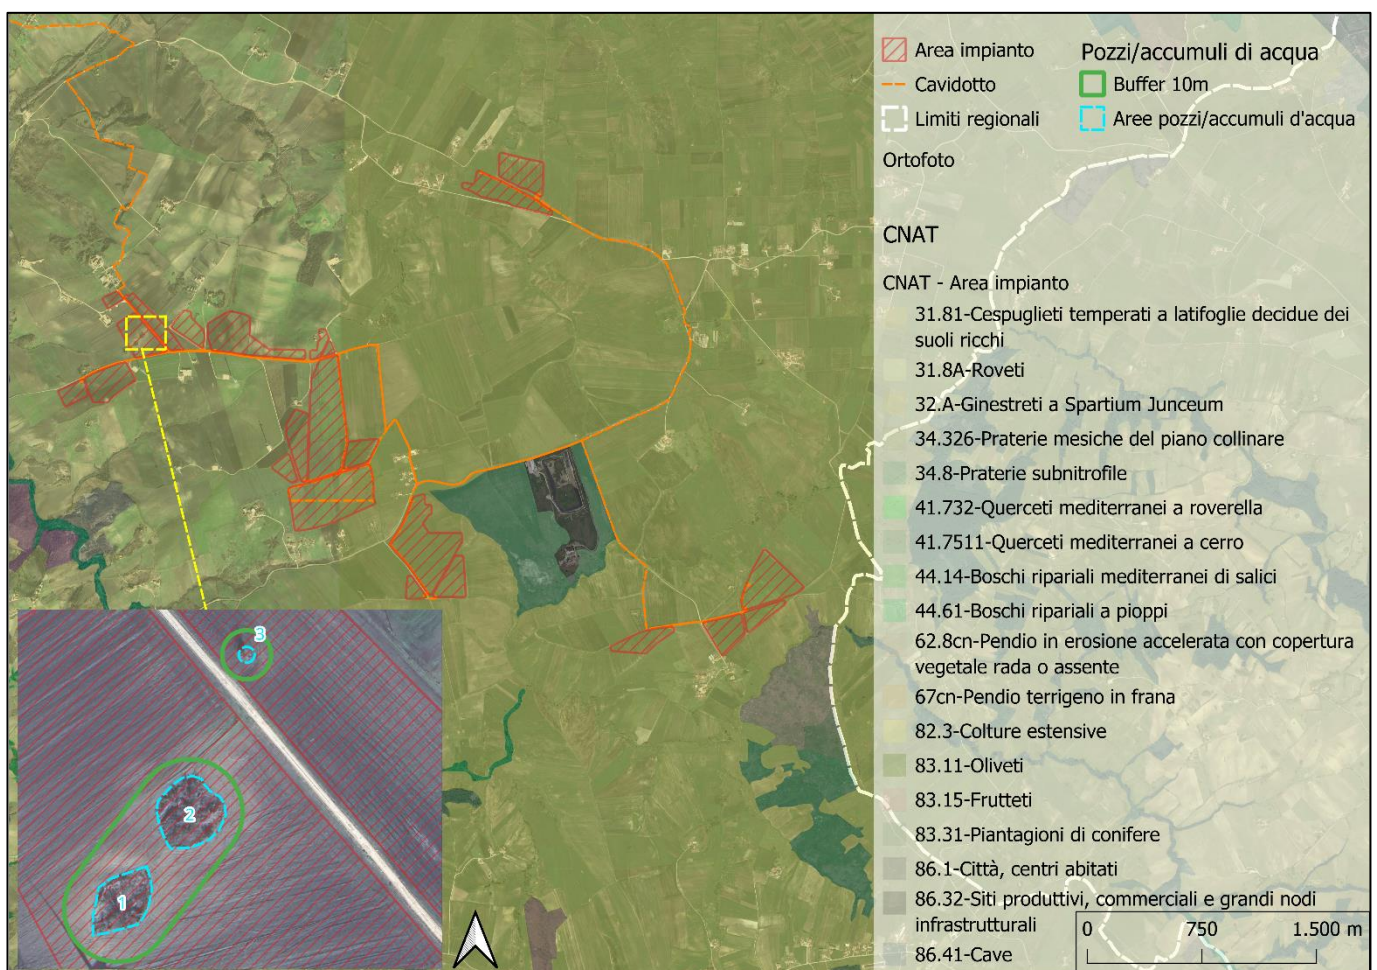 Area impianto
Cavidotto
Limiti regionali
Ortofoto
Pozzi/accumuli di acqua
Buffer 10m
Aree pozzi/accumuli d'acqua
CNAT
CNAT - Area impianto
31.81-Cespuglieti temperati a latifoglie decidue dei
suoli ricchi
31.8A-Roveti
32.A-Ginestreti a Spartium Junceum
34.326-Praterie mesiche del piano collinare
34.8-Praterie subnitrofile
41.732-Querceti mediterranei a roverella
41.7511-Querceti mediterranei a cerro
44.14-Boschi ripariali mediterranei di salici
44.61-Boschi ripariali a pioppi
62.8cn-Pendio in erosione accelerata con copertura
vegetale rada o assente
67cn-Pendio terrigeno in frana
82.3-Colture estensive
83.11-Oliveti
83.15-Frutteti
83.31-Piantagioni di conifere
86.1-Città, centri abitati
86.32-Siti produttivi, commerciali e grandi nodi
infrastrutturali
86.41-Cave
0 750 1.500 m
3
2
1